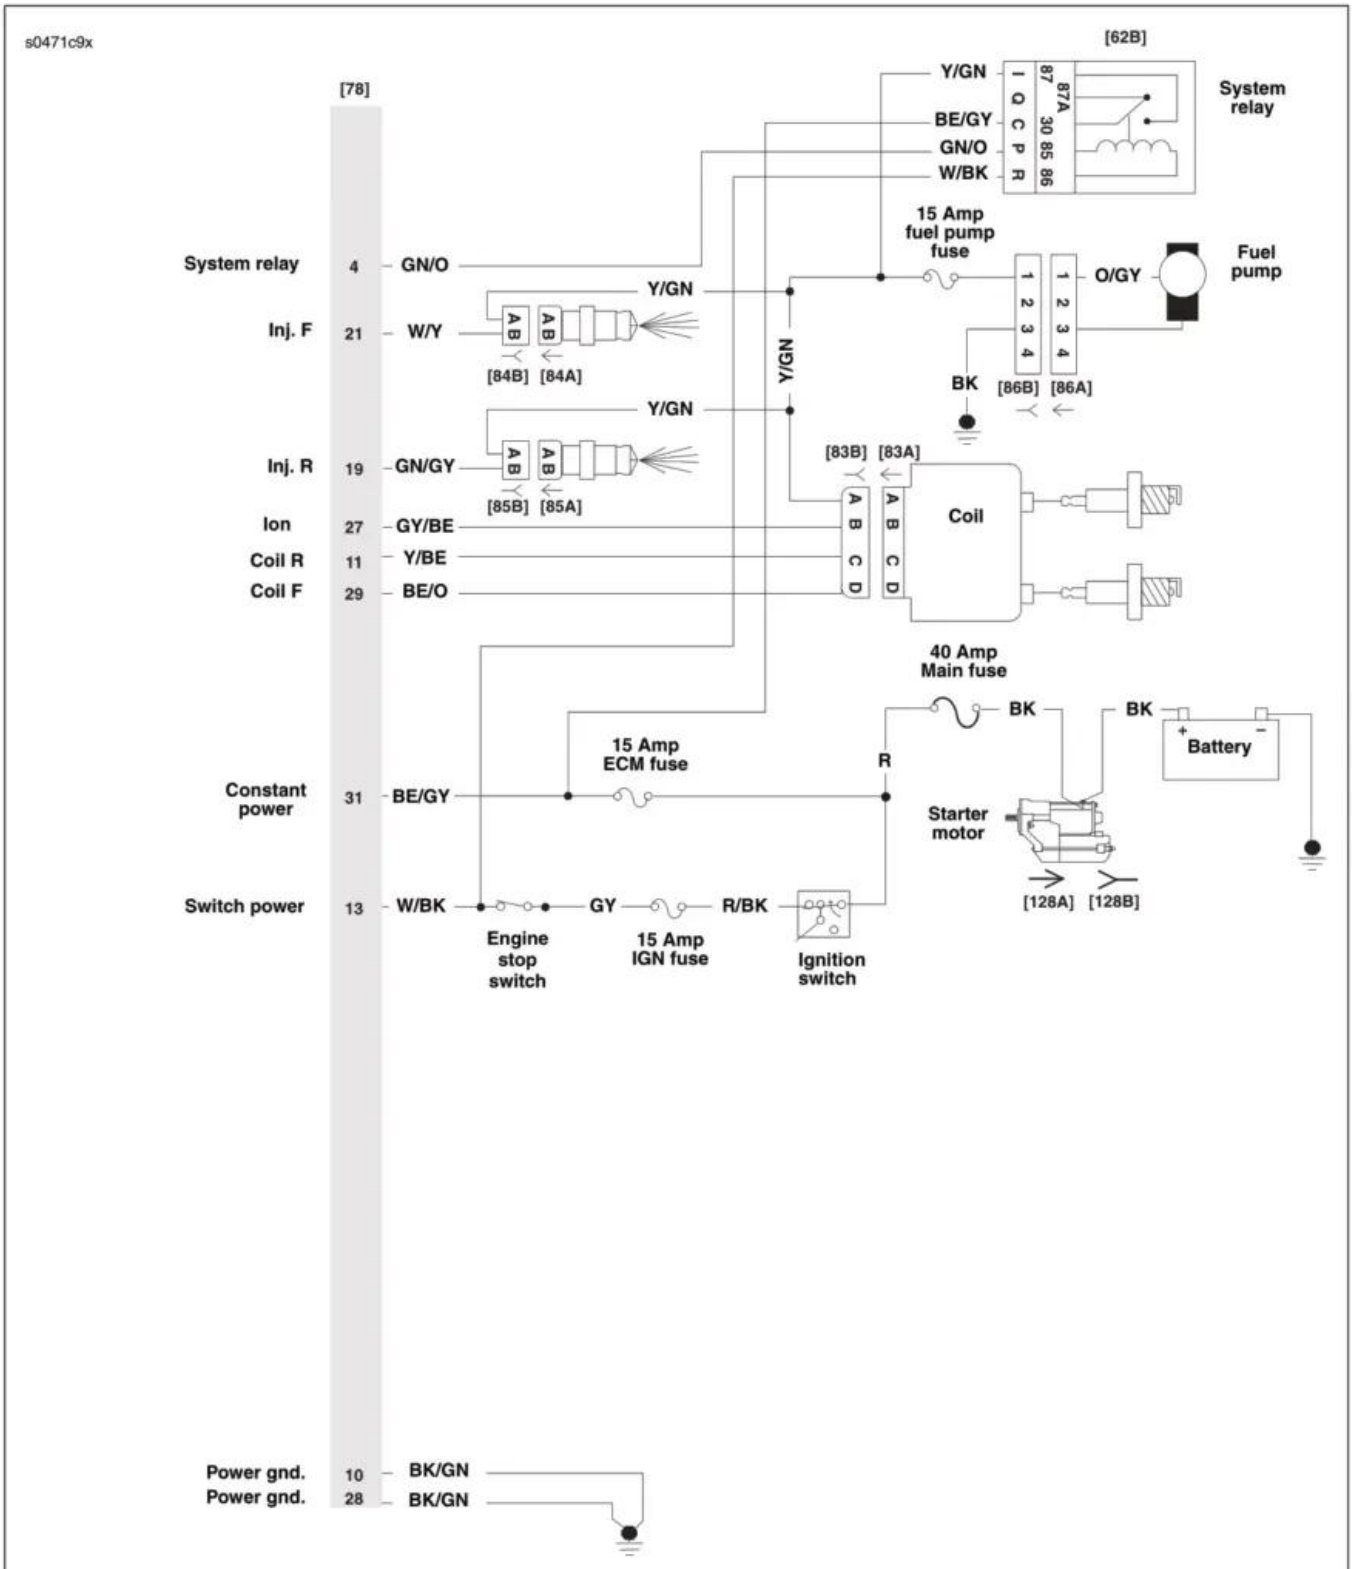 s0471c9x
[62B]
[78]
Y/GN
I
87
System
relay
Q
87A
BE/GY
C
30
GN/O
P
85
W/BK
R
86
15 Amp
fuel pump
fuse
Fuel
pump
System relay
4
GN/O
1
1
O/GY
Y/GN
2
2
Inj. F
21
W/Y
A
B
A
B
3
3
Y/GN
4
4
[84B]
[84A]
BK
[86B]
[86A]
Y/GN
Inj. R
19
GN/GY
A
B
A
B
[83B]
[83A]
[85B]
[85A]
A
A
Coil
Ion
27
GY/BE
B
B
Coil R
11
Y/BE
C
C
Coil F
29
BE/O
D
D
40 Amp
Main fuse
BK
BK
+
−
Battery
15 Amp
ECM fuse
R
Constant
power
31
BE/GY
Starter
motor
[128A]
[128B]
Switch power
13
W/BK
GY
R/BK
Engine
stop
switch
15 Amp
IGN fuse
Ignition
switch
Power gnd.
10
BK/GN
Power gnd.
28
BK/GN